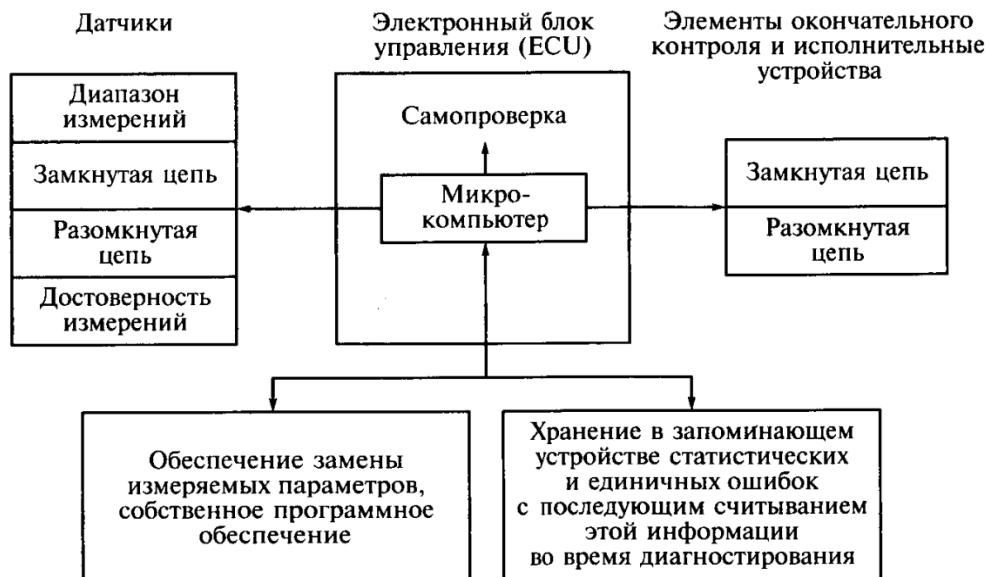 Датчики
Электронный блок
управления (ECU)
Элементы окончательного
контроля и исполнительные
устройства
Диапазон
измерений
Замкнутая цепь
Разомкнутая
цепь
Достоверность
измерений
Самопроверка
Микро-
компьютер
Замкнутая цепь
Разомкнутая
цепь
Обеспечение замены
измеряемых параметров,
собственное программное
обеспечение
Хранение в запоминающем
устройстве статистических
и единичных ошибок
с последующим считыванием
этой информации
во время диагностирования